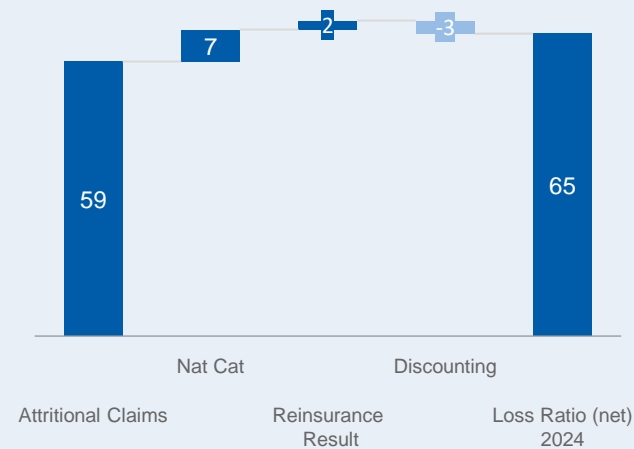 2
-3
7
59
65
Nat Cat
Discounting
Attritional Claims
Reinsurance
Result
Loss Ratio (net)
2024